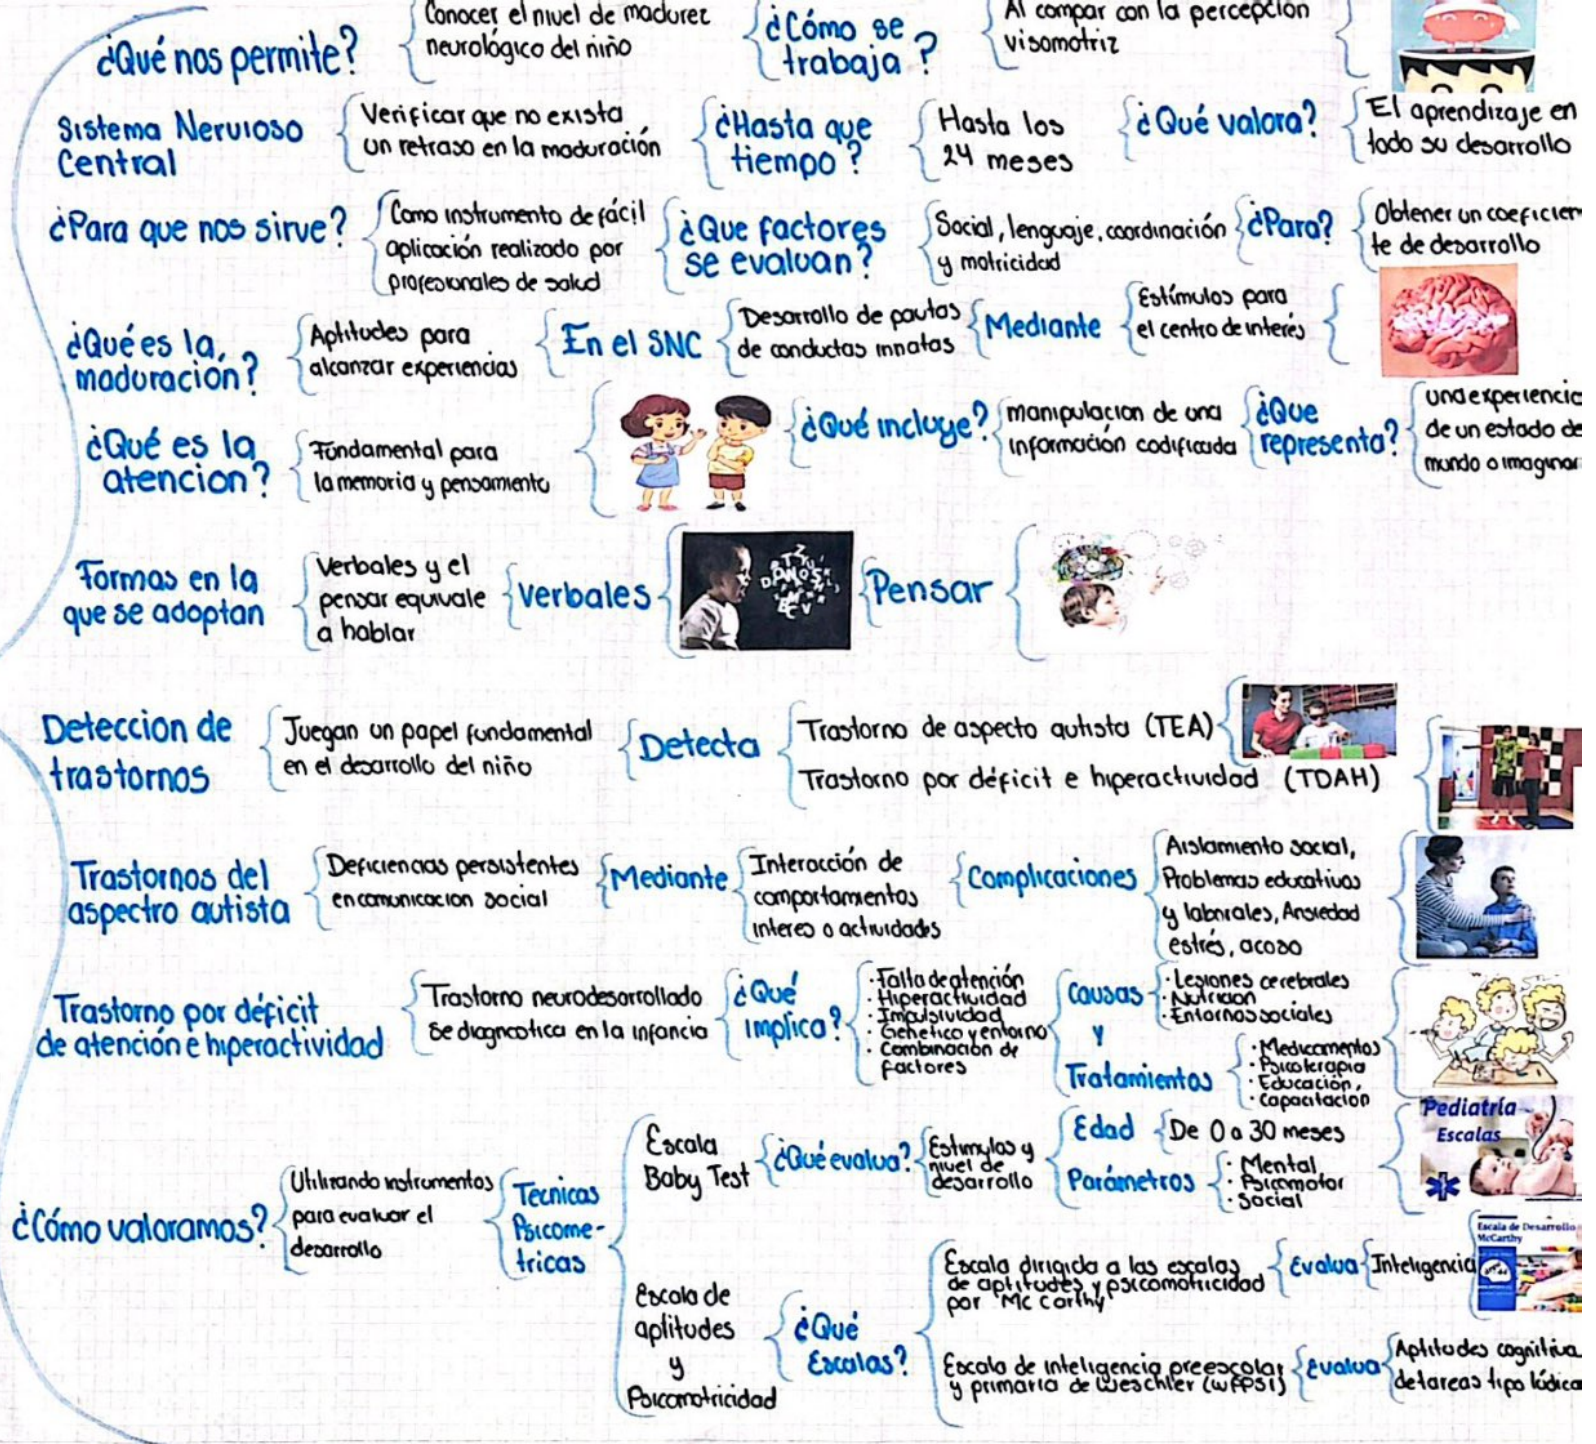 ¿Qué nos permite?
Conocer el nivel de madurez
neurológico del niño
¿Cómo se
trabaja?
Al compar con la percepción
visomotriz
Sistema Nervioso
Central
Verificar que no exista
un retraso en la maduración
¿Hasta que
tiempo?
Hasta los
24 meses
¿Qué valora?
El aprendizaje en
todo su desarrollo
¿Para que nos sirve?
Como instrumento de fácil
aplicación realizado por
profesionales de salud
¿Que factores
se evaluan?
Social, lenguaje, coordinación
y motricidad
¿Para?
Obtener un coeficien
te de desarrollo
¿Qué es la
maduración?
Aptitudes para
alcanzar experiencias
En el SNC
Desarrollo de pautas
de conductas innatas
Mediante
Estímulos para
el centro de interés
¿Qué es la
atencion?
Fundamental para
la memoria y pensamiento
¿Qué incluye?
manipulacion de una
información codificada
¿Que
representa?
una experiencia
de un estado de
mundo o imaginar
Formas en la
que se adoptan
Verbales y el
pensar equivale
a hablar
Verbales
Pensar
Deteccion de
trastornos
Juegan un papel fundamental
en el desarrollo del niño
Detecta
Trastorno de aspecto autista (TEA)
Trastorno por déficit e hiperactividad (TDAH)
Trastornos del
aspectro autista
Deficiencias persistentes
en comunicacion social
Mediante
Interacción de
comportamientos
interes o actividades
Complicaciones
Aislamiento social,
Problemas educativos
y laborales, Ansiedad
estrés, acoso
Trastorno por déficit
de atención e hiperactividad
Trastorno neurodesarrollado
Se diagnostica en la infancia
¿Qué
implica?
· Falta de atención
· Hiperactividad
· Impulsividad
· Genetico y entorno
· Combinación de
factores
Causas
· Lesiones cerebrales
· Nutricion
· Entornos sociales
y
Tratamientos
· Medicamentos
· Psicoterapia
· Educación,
· capacitacion
¿Cómo valoramos?
Utilizando instrumentos
para evaluar el
desarrollo
Tecnicas
Psicome-
tricas
Escala
Baby Test
¿Qué evalua?
Estimulos y
nivel de
desarrollo
Edad
De 0 a 30 meses
Parámetros
· Mental,
· Psicomotor
· Social
Pediatría
Escalas
Escala de
aptitudes
y
Psicomotricidad
¿Qué
Escalas?
Escala dirigida a las escalas
de aptitudes y psicomotricidad
por Mc Carthy
Evalua
Inteligencia
Escala de Desarrollo
McCarthy
Escala de inteligencia preescolar
y primaria de Weschler (WPPSI)
Evalua
Aptitudes cognitiva
de tareas tipo lúdica